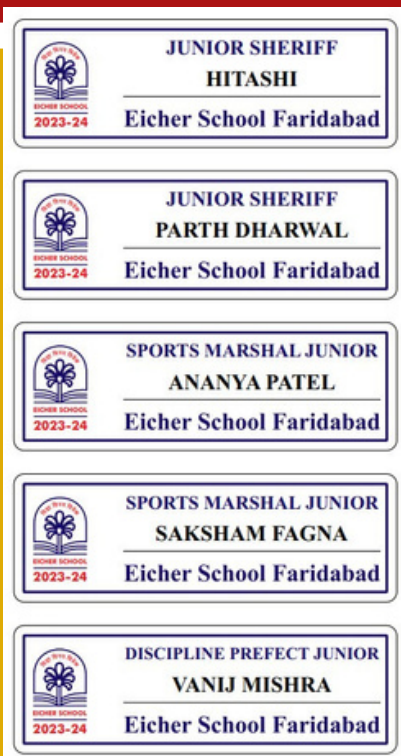 JUNIOR SHERIFF
HITASHI
EICHER SCHOOL
2023-24
Eicher School Faridabad
JUNIOR SHERIFF
PARTH DHARWAL
EICHER SCHOOL
2023-24
Eicher School Faridabad
SPORTS MARSHAL JUNIOR
ANANYA PATEL
EICHER SCHOOL
2023-24
Eicher School Faridabad
SPORTS MARSHAL JUNIOR
SAKSHAM FAGNA
EICHER SCHOOL
2023-24
Eicher School Faridabad
DISCIPLINE PREFECT JUNIOR
VANIJ MISHRA
EICHER SCHOOL
2023-24
Eicher School Faridabad